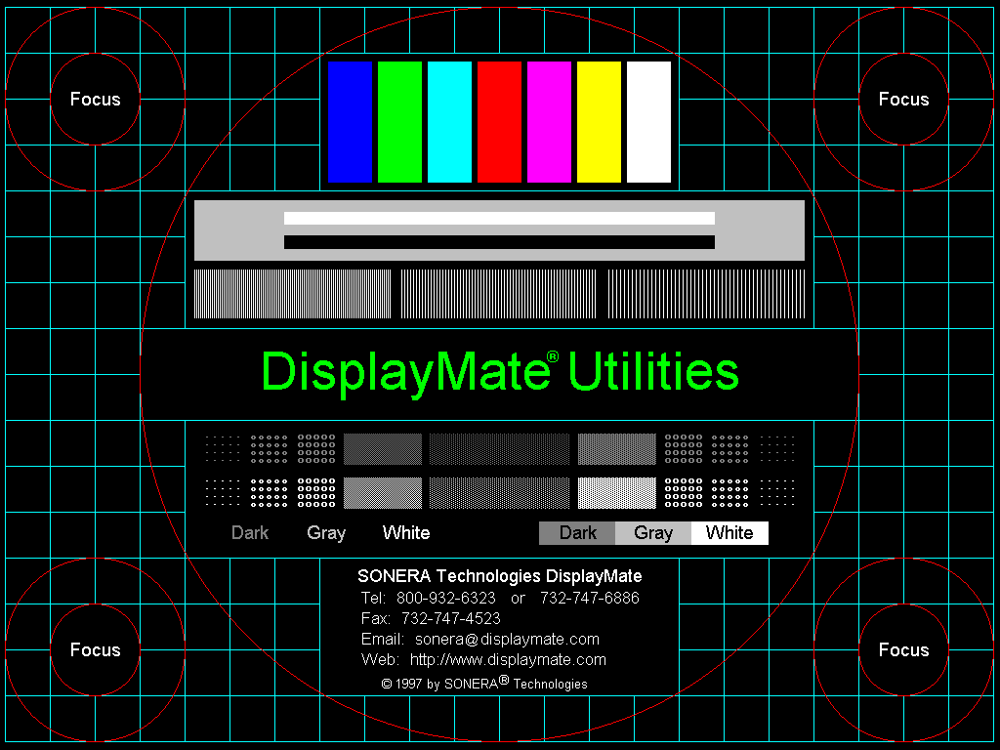 Focus Focus
DisplayMate® Utilities
Dark Gray White Dark Gray White
SONERA Technologies DisplayMate
Tel: 800-932-6323 or 732-747-6886
Fax: 732-747-4523
Email: sonera@displaymate.com
Web: http://www.displaymate.com
Focus Focus
© 1997 by SONERA® Technologies